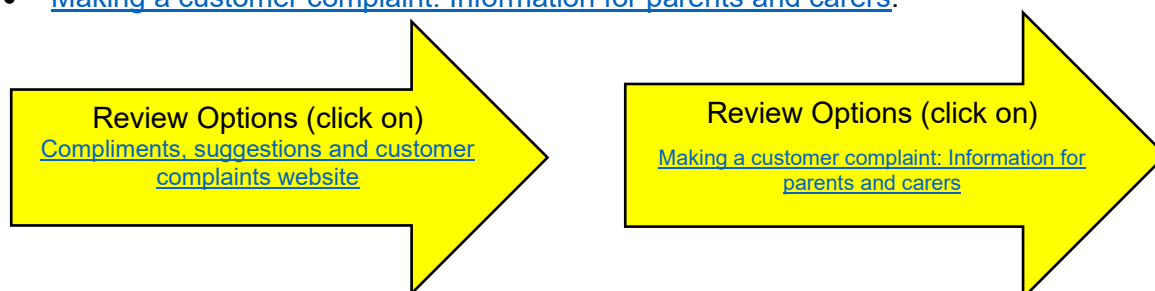 • Making a customer complaint: Information for parents and carers.
Review Options (click on)
Compliments, suggestions and customer
complaints website
Review Options (click on)
Making a customer complaint: Information for
parents and carers